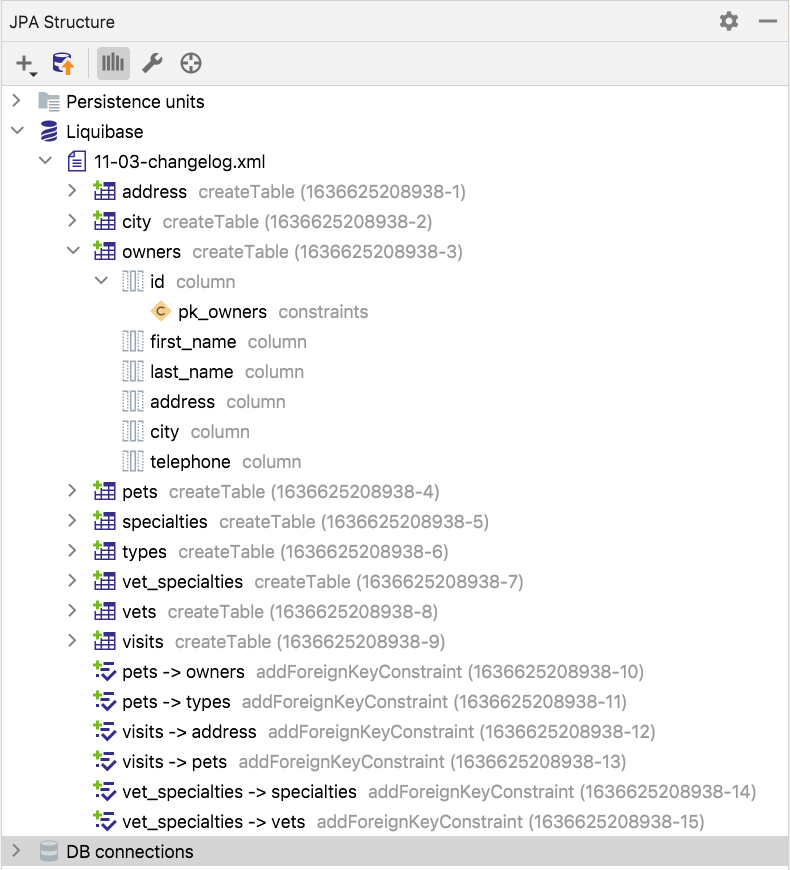 JPA Structure
Persistence units
Liquibase
11-03-changelog.xml
address createTable (1636625208938-1)
city createTable (1636625208938-2)
owners createTable (1636625208938-3)
id column
C pk_owners constraints
first_name column
last_name column
address column
city column
telephone column
pets createTable (1636625208938-4)
specialties createTable (1636625208938-5)
types createTable (1636625208938-6)
vet_specialties createTable (1636625208938-7)
vets createTable (1636625208938-8)
visits createTable (1636625208938-9)
pets -> owners addForeignKeyConstraint (1636625208938-10)
pets -> types addForeignKeyConstraint (1636625208938-11)
visits -> address addForeignKeyConstraint (1636625208938-12)
visits -> pets addForeignKeyConstraint (1636625208938-13)
vet_specialties -> specialties addForeignKeyConstraint (1636625208938-14)
vet_specialties -> vets addForeignKeyConstraint (1636625208938-15)
DB connections